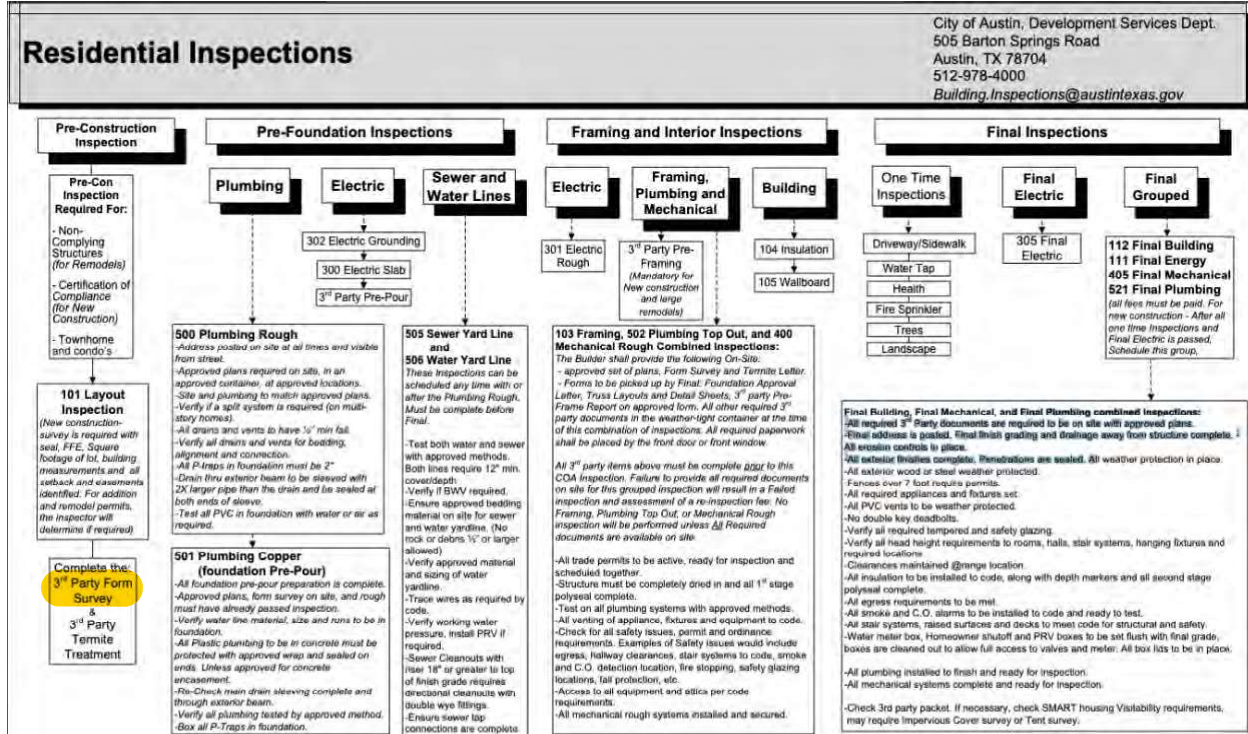 Residential Inspections
City of Austin, Development Services Dept.
505 Barton Springs Road
Austin, TX 78704
512-978-4000
Building.Inspections@austintexas.gov
Pre-Construction
Inspection
Pre-Con
Inspection
Required For:
- Non-
Complying
Structures
(for Remodels)
- Certification of
Compliance
(for New
Construction)
- Townhome
and condo's
101 Layout
Inspection
(New construction-
survey is required with
seal, FFE, Square
footage of lot, building
measurements and all
setback and easements
identified. For addition
and remodel permits,
the inspector will
determine if required)
Complete the:
3rd Party Form
Survey
&
3rd Party
Termite
Treatment
Pre-Foundation Inspections
Plumbing
Electric
Sewer and
Water Lines
302 Electric Grounding
300 Electric Slab
3rd Party Pre-Pour
500 Plumbing Rough
-Address posted on site at all times and visible
from street.
-Approved plans required on site, in an
approved container, at approved locations.
-Site and plumbing to match approved plans.
-Verify if a split system is required (on multi-
story homes).
-All drains and vents to have ¼" min fall.
-Verify all drains and vents for bedding,
alignment and connection.
-All P-traps in foundation must be 2"
-Drain thru exterior beam to be sleeved with
2X larger pipe than the drain and be sealed at
both ends of sleeve.
-Test all PVC in foundation with water or air as
required.
501 Plumbing Copper
(foundation Pre-Pour)
-All foundation pre-pour preparation is complete.
-Approved plans, form survey on site, and rough
must have already passed inspection.
-Verify water line material, size and runs to be in
foundation.
-All Plastic plumbing to be in concrete must be
protected with approved wrap and sealed on
ends. Unless approved for concrete
encasement.
-Re-Check main drain sleeving complete and
through exterior beam.
-Verify all plumbing tested by approved method.
-Box all P-Traps in foundation.
505 Sewer Yard Line
and
506 Water Yard Line
These Inspections can be
scheduled any time with or
after the Plumbing Rough.
Must be complete before
Final.
-Test both water and sewer
with approved methods.
Both lines require 12" min.
cover/depth
-Verify if BWV required.
-Ensure approved bedding
material on site for sewer
and water yardline. (No
rock or debris ½" or larger
allowed)
-Verify approved material
and sizing of water
yardline.
-Trace wires as required by
code.
-Verify working water
pressure, install PRV if
required.
-Sewer Cleanouts with
riser 18" or greater to top
of finish grade requires
directional cleanouts with
double wye fittings.
-Ensure sewer tap
connections are complete
Framing and Interior Inspections
Electric
Framing,
Plumbing and
Mechanical
Building
301 Electric
Rough
3rd Party Pre-
Framing
(Mandatory for
New construction
and large
remodels)
104 Insulation
105 Wallboard
103 Framing, 502 Plumbing Top Out, and 400
Mechanical Rough Combined Inspections:
The Builder shall provide the following On-Site:
- approved set of plans, Form Survey and Termite Letter.
- Forms to be picked up by Final: Foundation Approval
Letter, Truss Layouts and Detail Sheets, 3rd party Pre-
Frame Report on approved form. All other required 3rd
party documents in the weather-tight container at the time
of this combination of inspections. All required paperwork
shall be placed by the front door or front window.
All 3rd party items above must be complete prior to this
COA Inspection. Failure to provide all required documents
on site for this grouped inspection will result in a Failed
inspection and assessment of a re-inspection fee. No
Framing, Plumbing Top Out, or Mechanical Rough
inspection will be performed unless All Required
documents are available on site.
-All trade permits to be active, ready for inspection and
scheduled together.
-Structure must be completely dried in and all 1st stage
polyseal complete.
-Test on all plumbing systems with approved methods.
-All venting of appliance, fixtures and equipment to code.
-Check for all safety issues, permit and ordinance
requirements. Examples of Safety issues would include
egress, hallway clearances, stair systems to code, smoke
and C.O. detection location, fire stopping, safety glazing
locations, fall protection, etc.
-Access to all equipment and attics per code
requirements.
-All mechanical rough systems installed and secured.
Final Inspections
One Time
Inspections
Final
Electric
Final
Grouped
Driveway/Sidewalk
Water Tap
Health
Fire Sprinkler
Trees
Landscape
305 Final
Electric
112 Final Building
111 Final Energy
405 Final Mechanical
521 Final Plumbing
(all fees must be paid. For
new construction - After all
one time Inspections and
Final Electric is passed,
Schedule this group,
Final Building, Final Mechanical, and Final Plumbing combined Inspections:
-All required 3rd Party documents are required to be on site with approved plans.
-Final address is posted. Final finish grading and drainage away from structure complete.
All erosion controls in place.
-All exterior finishes complete. Penetrations are sealed. All weather protection in place.
-All exterior wood or steel weather protected.
Fences over 7 foot require permits.
-All required appliances and fixtures set.
-All PVC vents to be weather protected.
-No double key deadbolts.
-Verify all required tempered and safety glazing.
-Verify all head height requirements to rooms, halls, stair systems, hanging fixtures and
required locations.
-Clearances maintained @range location.
-All insulation to be installed to code, along with depth markers and all second stage
polyseal complete.
-All egress requirements to be met.
-All smoke and C.O. alarms to be installed to code and ready to test.
-All stair systems, raised surfaces and decks to meet code for structural and safety.
-Water meter box, Homeowner shutoff and PRV boxes to be set flush with final grade,
boxes are cleaned out to allow full access to valves and meter. All box lids to be in place.
-All plumbing installed to finish and ready for inspection.
-All mechanical systems complete and ready for inspection.
-Check 3rd party packet. If necessary, check SMART housing Visitability requirements,
may require Impervious Cover survey or Tent survey.